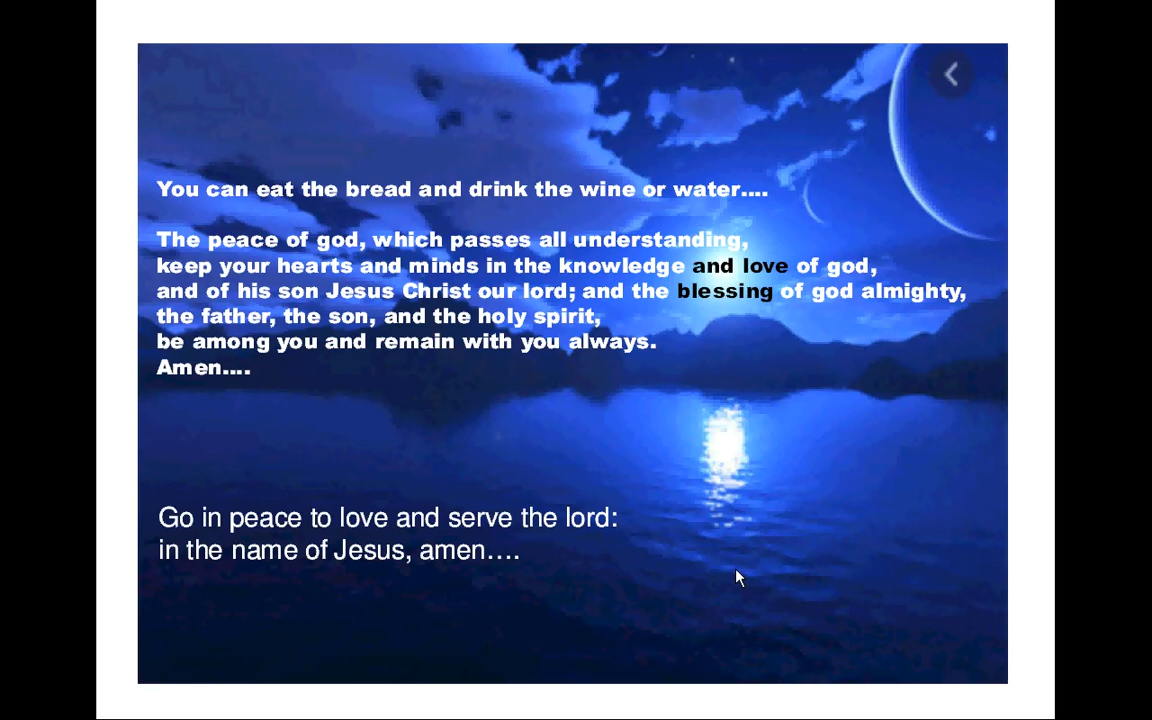 You can eat the bread and drink the wine or water....
The peace of god, which passes all understanding,
keep your hearts and minds in the knowledge and love of god,
and of his son Jesus Christ our lord; and the blessing of god almighty,
the father, the son, and the holy spirit,
be among you and remain with you always.
Amen....
Go in peace to love and serve the lord:
in the name of Jesus, amen....